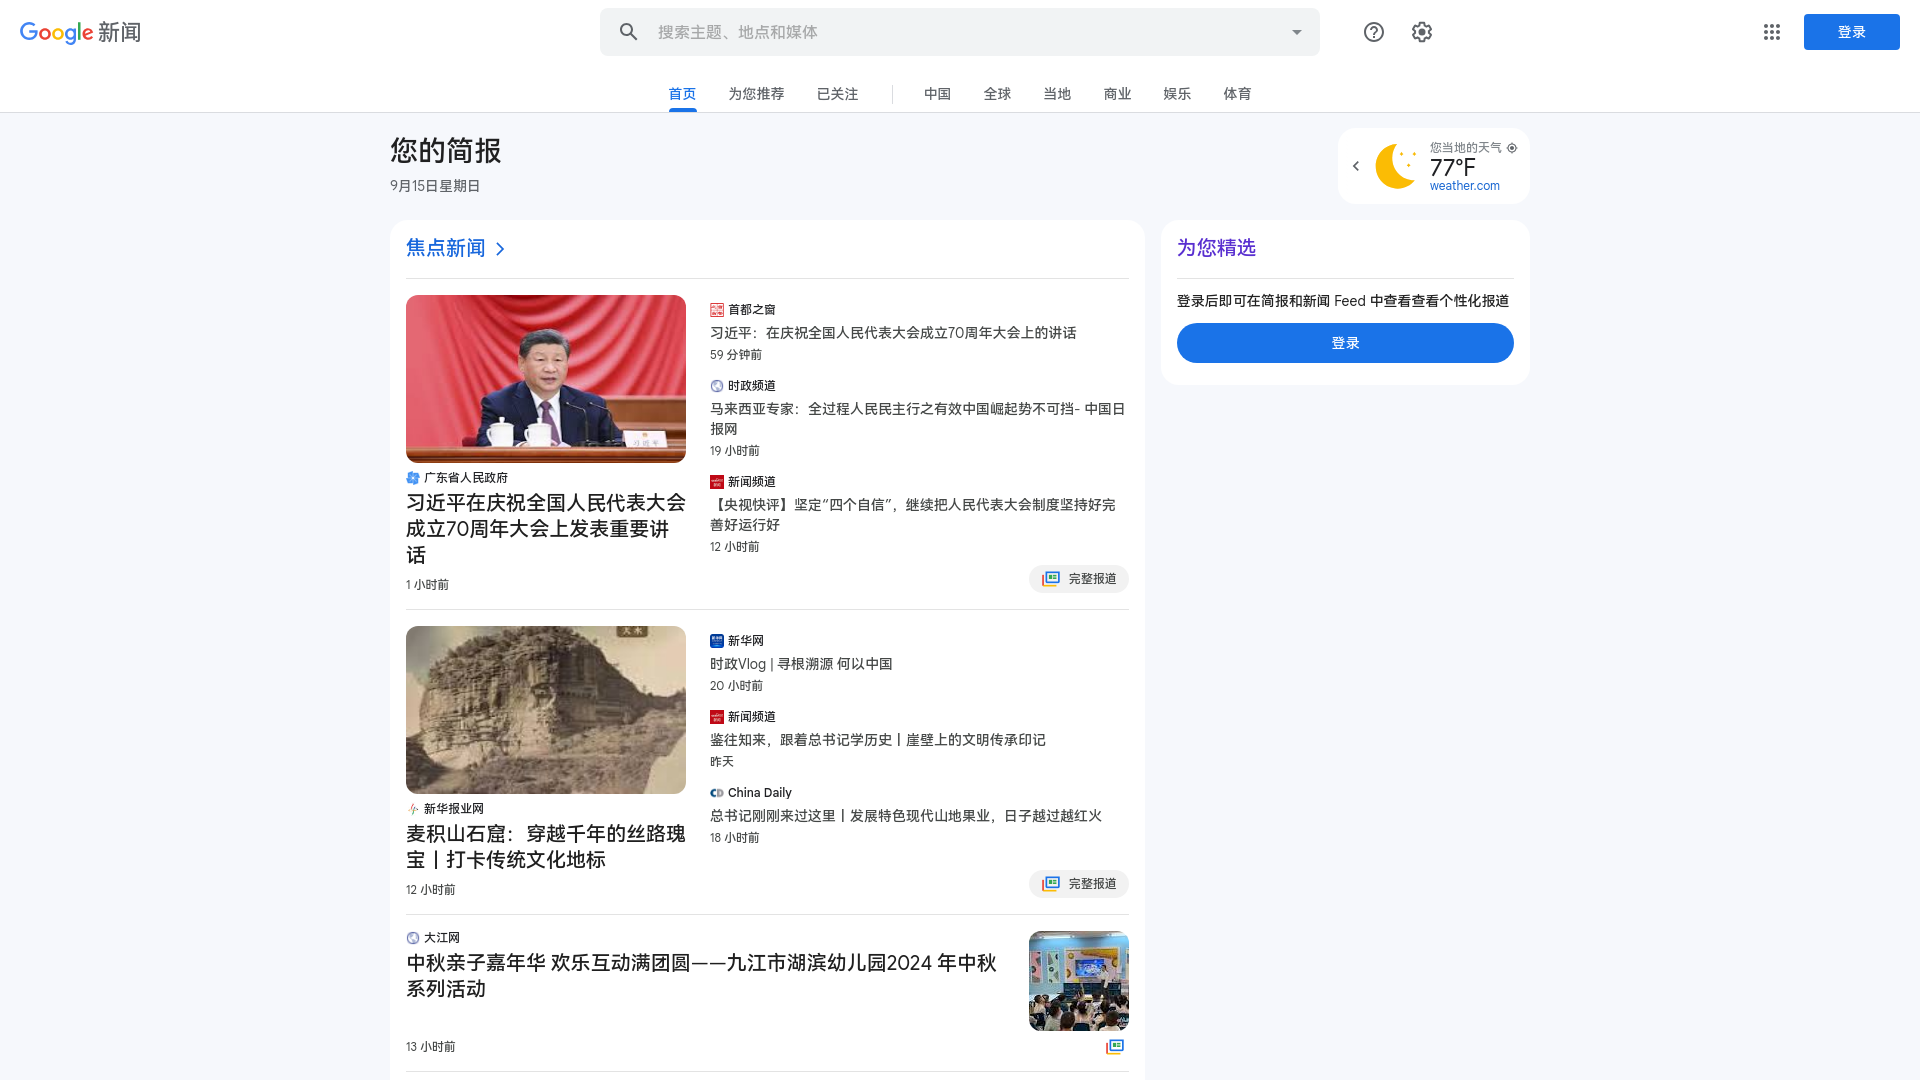 Google 新闻
搜索主题、地点和媒体
登录
首页
为您推荐
已关注
中国
全球
当地
商业
娱乐
体育
您的简报
9月15日星期日
您当地的天气
77°F
weather.com
焦点新闻
广东省人民政府
习近平在庆祝全国人民代表大会
成立70周年大会上发表重要讲
话
1 小时前
首都之窗
习近平：在庆祝全国人民代表大会成立70周年大会上的讲话
59 分钟前
时政频道
马来西亚专家：全过程人民民主行之有效中国崛起势不可挡- 中国日
报网
19 小时前
新闻频道
【央视快评】坚定“四个自信”，继续把人民代表大会制度坚持好完
善好运行好
12 小时前
完整报道
新华报业网
麦积山石窟：穿越千年的丝路瑰
宝丨打卡传统文化地标
12 小时前
新华网
时政Vlog | 寻根溯源 何以中国
20 小时前
新闻频道
鉴往知来，跟着总书记学历史丨崖壁上的文明传承印记
昨天
China Daily
总书记刚刚来过这里丨发展特色现代山地果业，日子越过越红火
18 小时前
完整报道
大江网
中秋亲子嘉年华 欢乐互动满团圆——九江市湖滨幼儿园2024 年中秋
系列活动
13 小时前
为您精选
登录后即可在简报和新闻 Feed 中查看查看个性化报道
登录